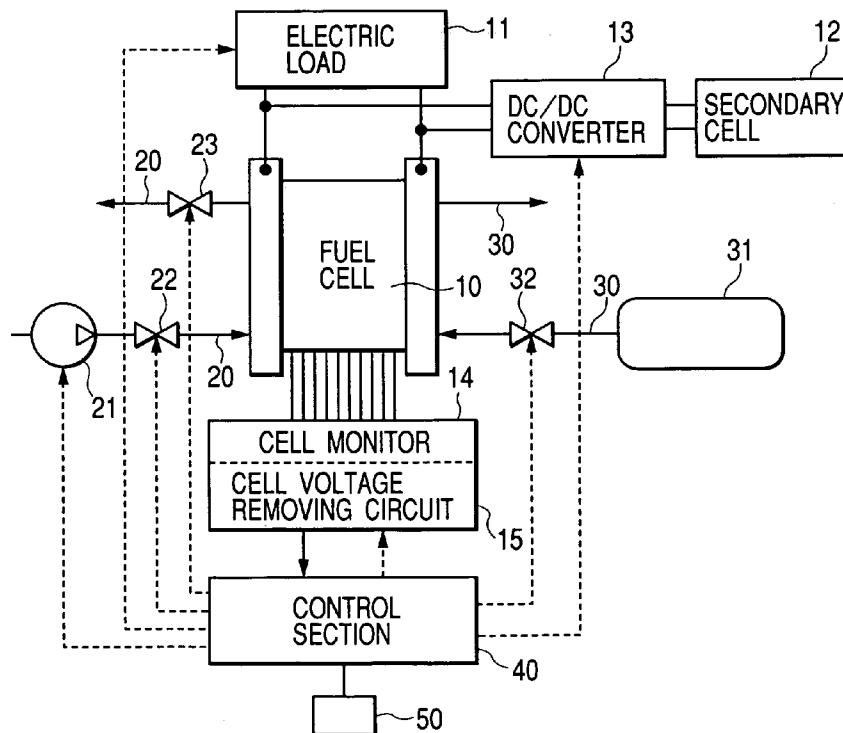 11
13
12
ELECTRIC
LOAD
DC/DC
CONVERTER
SECONDARY
CELL
20
23
30
FUEL
CELL
10
22
32
30
31
20
21
14
CELL MONITOR
CELL VOLTAGE
REMOVING CIRCUIT
15
CONTROL
SECTION
40
50